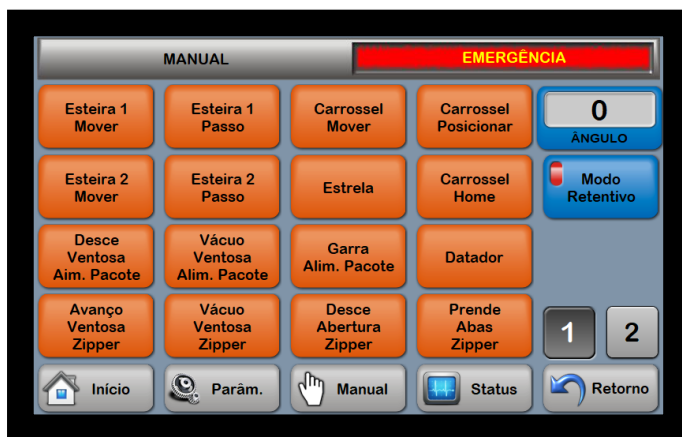 MANUAL
EMERGÊNCIA
Esteira 1
Mover
Esteira 1
Passo
Carrossel
Mover
Carrossel
Posicionar
0
ÂNGULO
Esteira 2
Mover
Esteira 2
Passo
Estrela
Carrossel
Home
Modo
Retentivo
Desce
Ventosa
Aim. Pacote
Vácuo
Ventosa
Alim. Pacote
Garra
Alim. Pacote
Datador
Avanço
Ventosa
Zipper
Vácuo
Ventosa
Zipper
Desce
Abertura
Zipper
Prende
Abas
Zipper
1
2
Início
Parâm.
Manual
Status
Retorno